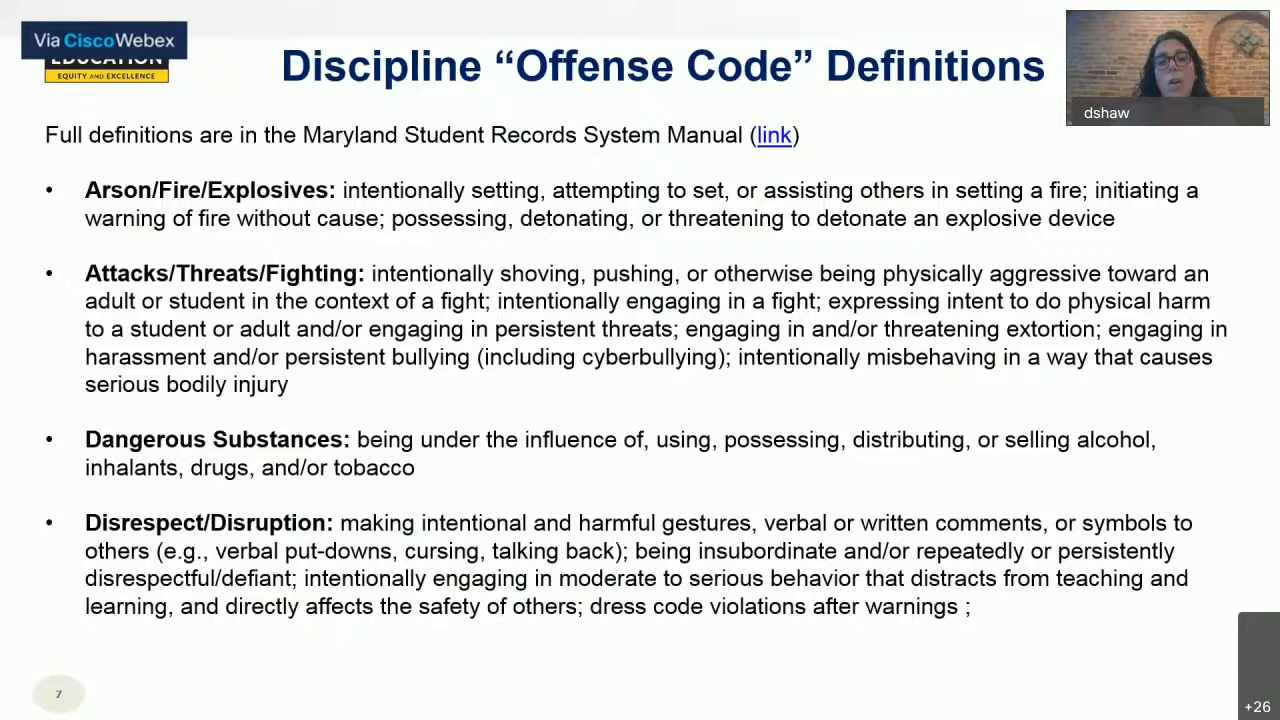 Via Cisco Webex
EDUCATION
EQUITY AND EXCELLENCE
Discipline “Offense Code” Definitions
dshaw
Full definitions are in the Maryland Student Records System Manual (link)
• Arson/Fire/Explosives: intentionally setting, attempting to set, or assisting others in setting a fire; initiating a
warning of fire without cause; possessing, detonating, or threatening to detonate an explosive device
• Attacks/Threats/Fighting: intentionally shoving, pushing, or otherwise being physically aggressive toward an
adult or student in the context of a fight; intentionally engaging in a fight; expressing intent to do physical harm
to a student or adult and/or engaging in persistent threats; engaging in and/or threatening extortion; engaging in
harassment and/or persistent bullying (including cyberbullying); intentionally misbehaving in a way that causes
serious bodily injury
• Dangerous Substances: being under the influence of, using, possessing, distributing, or selling alcohol,
inhalants, drugs, and/or tobacco
• Disrespect/Disruption: making intentional and harmful gestures, verbal or written comments, or symbols to
others (e.g., verbal put-downs, cursing, talking back); being insubordinate and/or repeatedly or persistently
disrespectful/defiant; intentionally engaging in moderate to serious behavior that distracts from teaching and
learning, and directly affects the safety of others; dress code violations after warnings ;
7
+26